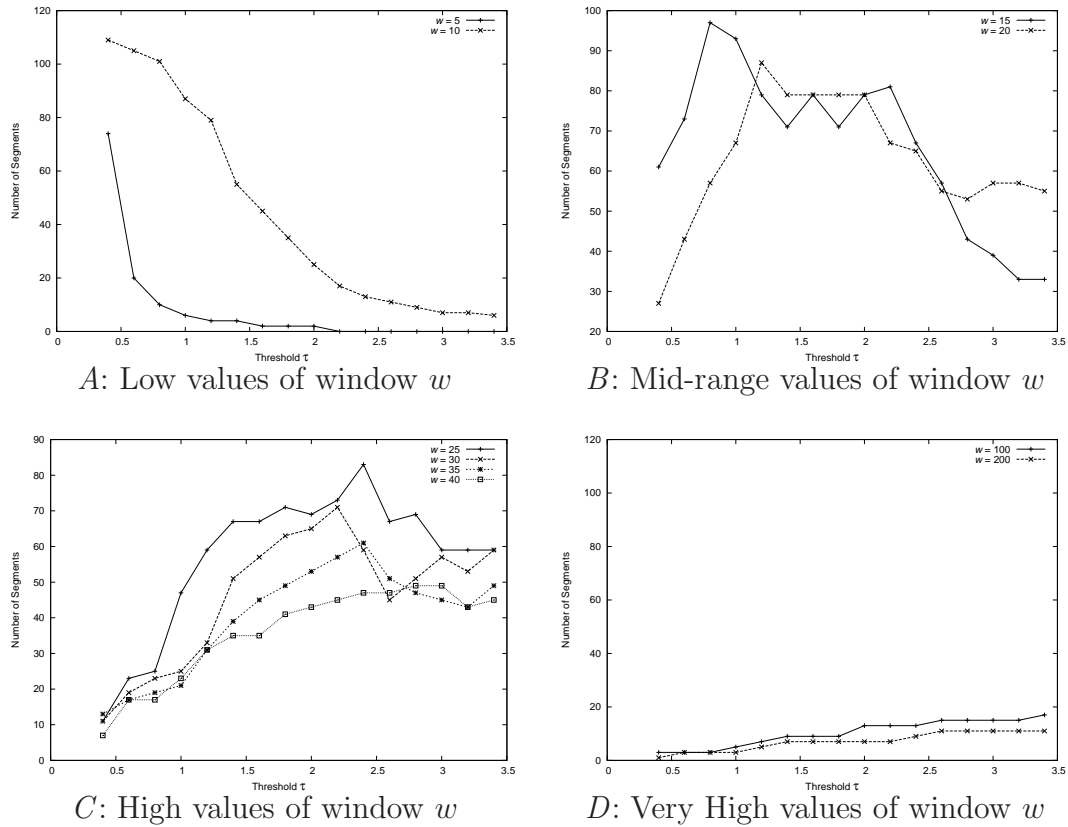 120
100
80
60
40
20
0
0 0.5 1 1.5 2 2.5 3 3.5
Number of Segments
Threshold τ
w = 5
w = 10
A: Low values of window w
100
90
80
70
60
50
40
30
20
0 0.5 1 1.5 2 2.5 3 3.5
Number of Segments
Threshold τ
w = 15
w = 20
B: Mid-range values of window w
90
80
70
60
50
40
30
20
10
0
0 0.5 1 1.5 2 2.5 3 3.5
Number of Segments
Threshold τ
w = 25
w = 30
w = 35
w = 40
C: High values of window w
120
100
80
60
40
20
0
0 0.5 1 1.5 2 2.5 3 3.5
Number of Segments
Threshold τ
w = 100
w = 200
D: Very High values of window w